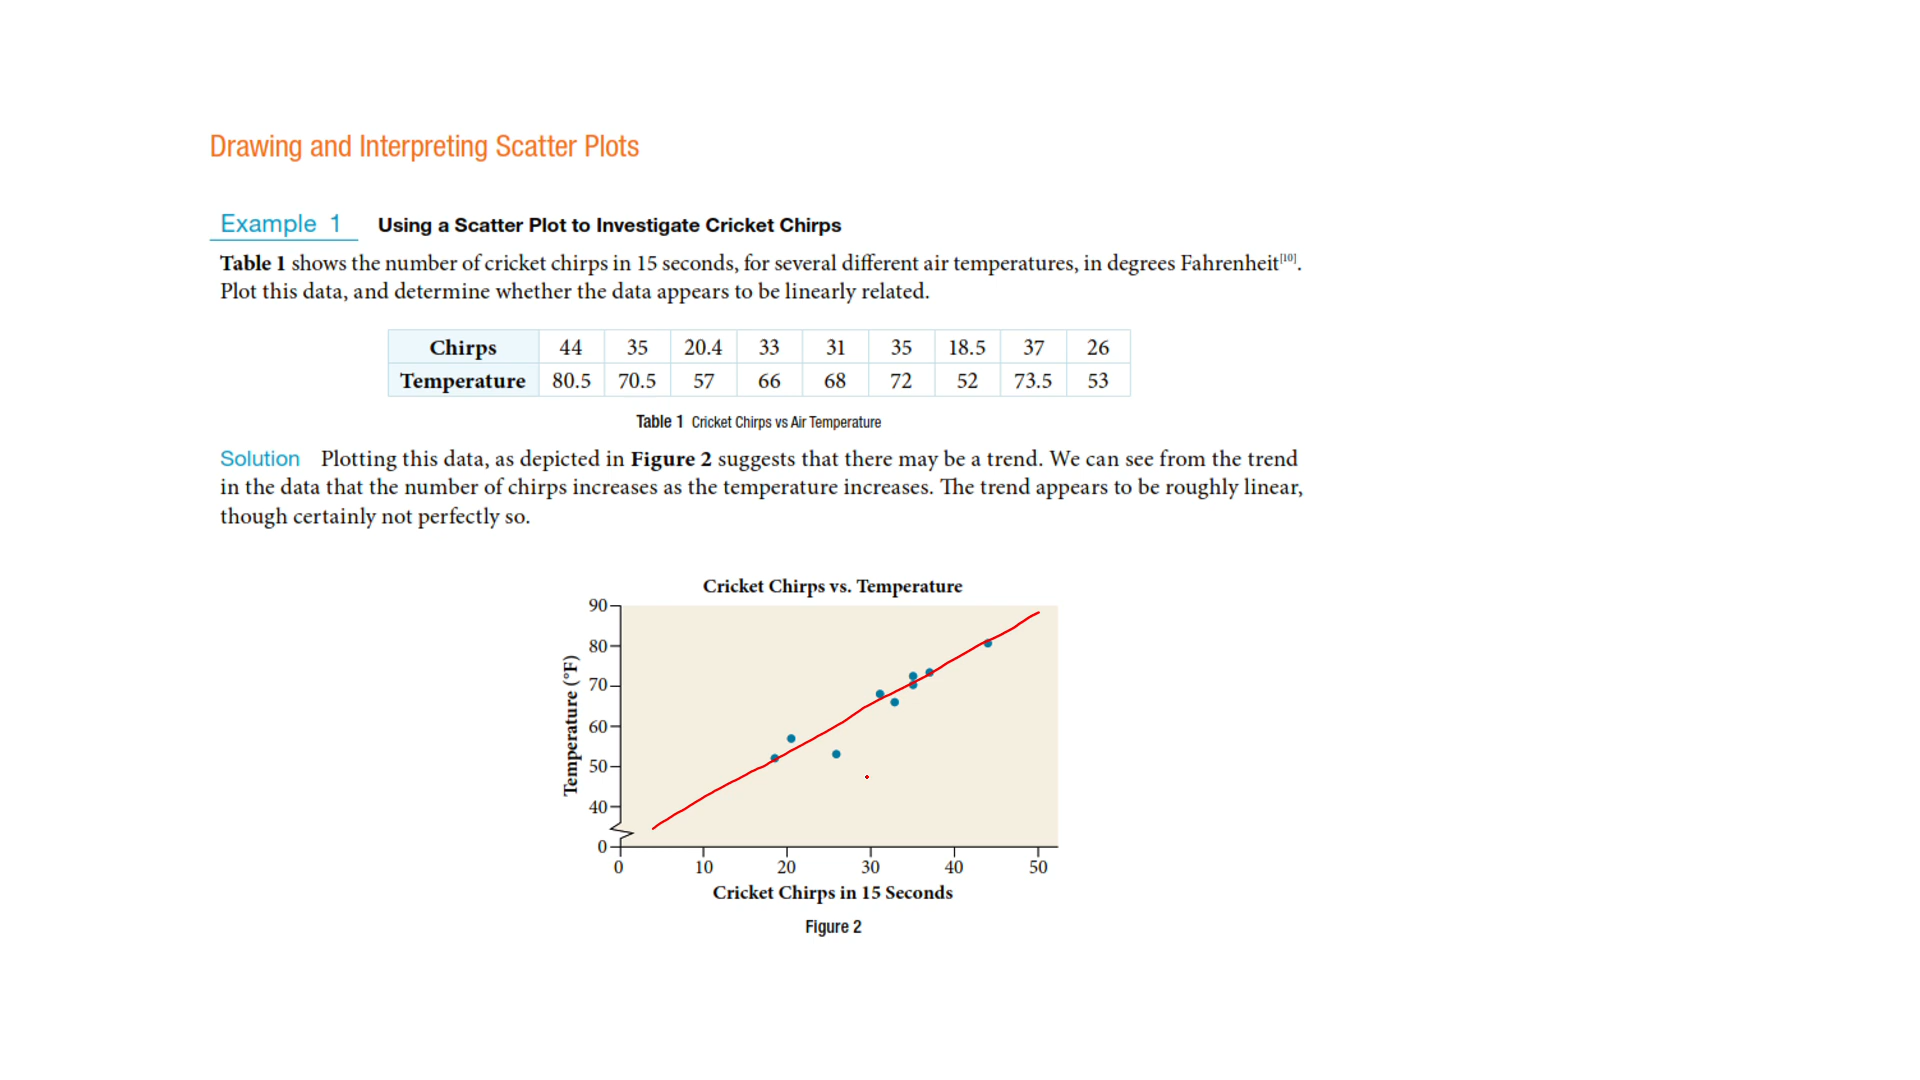 Drawing and Interpreting Scatter Plots
Example 1 Using a Scatter Plot to Investigate Cricket Chirps
Table 1 shows the number of cricket chirps in 15 seconds, for several different air temperatures, in degrees Fahrenheit[10].
Plot this data, and determine whether the data appears to be linearly related.
Chirps 44 35 20.4 33 31 35 18.5 37 26
Temperature 80.5 70.5 57 66 68 72 52 73.5 53
Table 1 Cricket Chirps vs Air Temperature
Solution Plotting this data, as depicted in Figure 2 suggests that there may be a trend. We can see from the trend
in the data that the number of chirps increases as the temperature increases. The trend appears to be roughly linear,
though certainly not perfectly so.
Cricket Chirps vs. Temperature
Temperature (°F)
90
80
70
60
50
40
0
0 10 20 30 40 50
Cricket Chirps in 15 Seconds
Figure 2